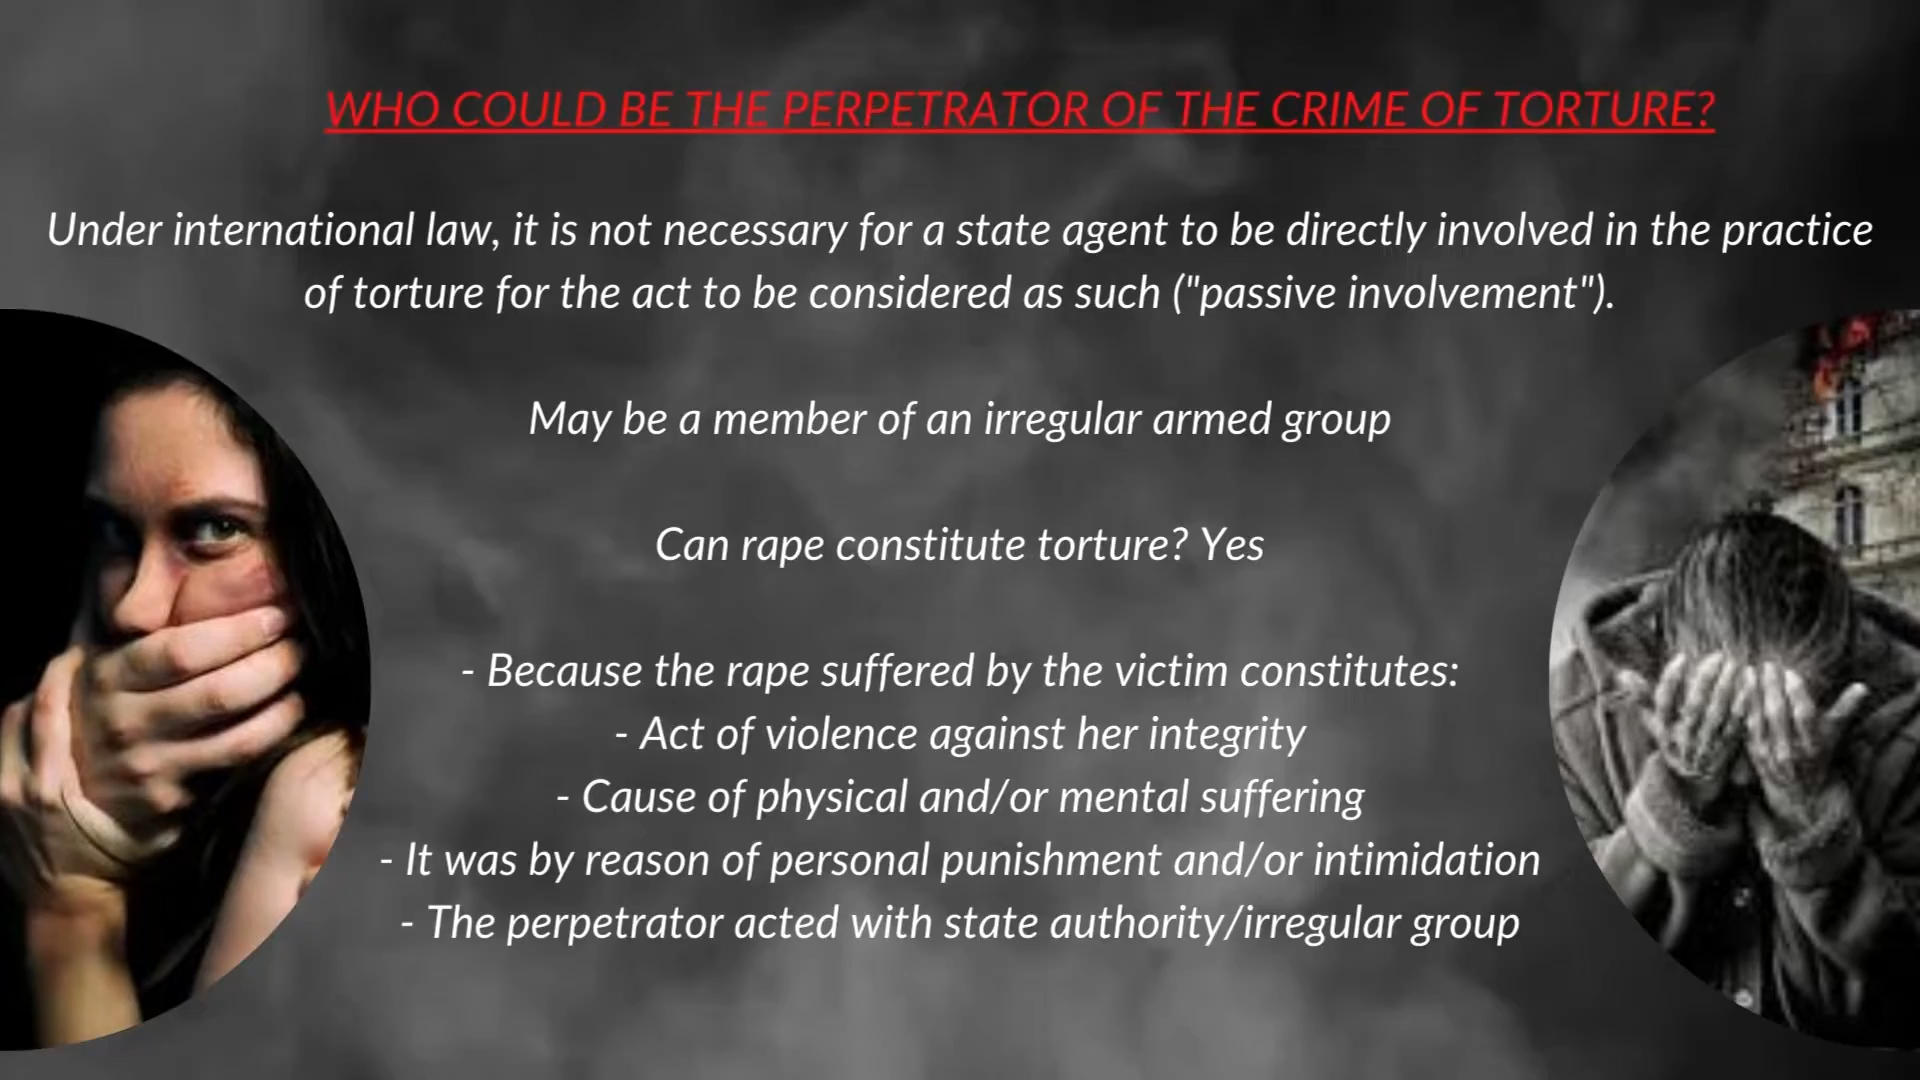 WHO COULD BE THE PERPETRATOR OF THE CRIME OF TORTURE?
Under international law, it is not necessary for a state agent to be directly involved in the practice
of torture for the act to be considered as such ("passive involvement").
May be a member of an irregular armed group
Can rape constitute torture? Yes
- Because the rape suffered by the victim constitutes:
- Act of violence against her integrity
- Cause of physical and/or mental suffering
- It was by reason of personal punishment and/or intimidation
- The perpetrator acted with state authority/irregular group